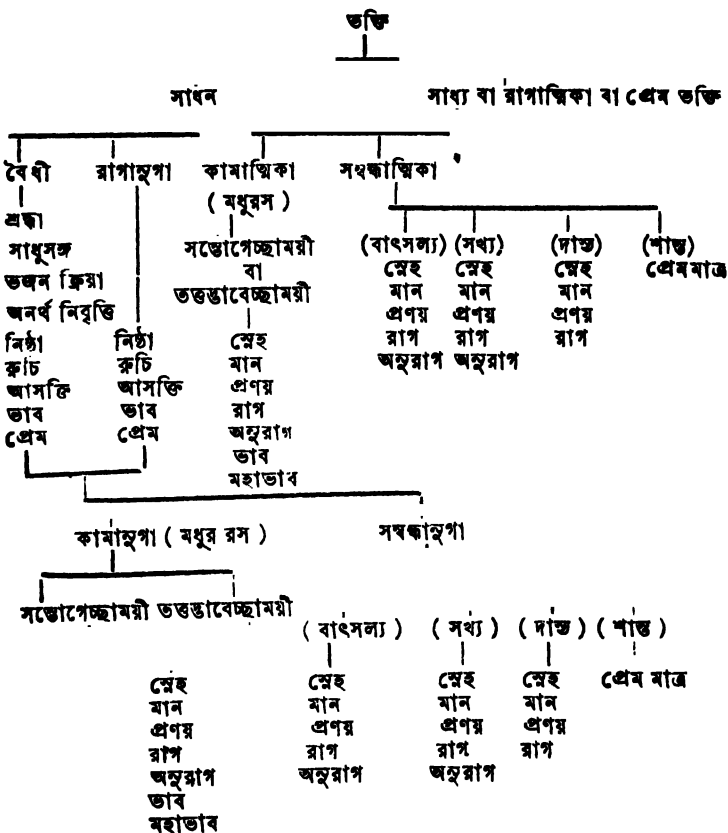 ভক্তি
সাধন সাধ্য বা রাগাত্মিকা বা প্রেম ভক্তি
বৈধী রাগানুগা কামাত্মিকা সম্বন্ধাত্মিকা
( মধুরস )
শ্রদ্ধা
সাধুসঙ্গ
ভজন ক্রিয়া
অনর্থ নিবৃত্তি
নিষ্ঠা
রুচি
আসক্তি
ভাব
প্রেম
নিষ্ঠা
রুচি
আসক্তি
ভাব
প্রেম
সম্ভোগেচ্ছাময়ী
বা
তত্তদ্ভাবেচ্ছাময়ী
স্নেহ
মান
প্রণয়
রাগ
অনুরাগ
ভাব
মহাভাব
(বাৎসল্য) (সখ্য) (দাস্ত) (শান্ত)
স্নেহ স্নেহ স্নেহ প্রেমমাত্র
মান মান মান
প্রণয় প্রণয় প্রণয়
রাগ রাগ রাগ
অনুরাগ অনুরাগ
কামানুগা ( মধুর রস ) সম্বন্ধানুগা
সম্ভোগেচ্ছাময়ী তত্তদ্ভাবেচ্ছাময়ী
( বাৎসল্য ) ( সখ্য ) ( দাস্ত ) ( শান্ত )
স্নেহ স্নেহ স্নেহ স্নেহ প্রেম মাত্র
মান মান মান মান
প্রণয় প্রণয় প্রণয় প্রণয়
রাগ রাগ রাগ রাগ
অনুরাগ অনুরাগ অনুরাগ
ভাব
মহাভাব